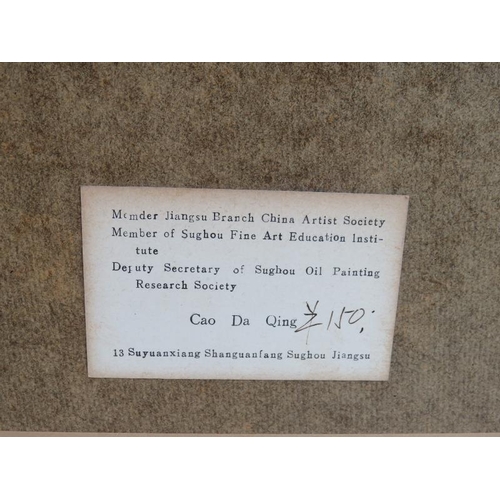 Memder Jiangsu Branch China Artist Society
Member of Sughou Fine Art Education Insti-
tute
Deputy Secretary of Sughou Oil Painting
Research Society
Cao Da Qing ¥150.
13 Suyuanxiang Shanguanfang Sughou Jiangsu